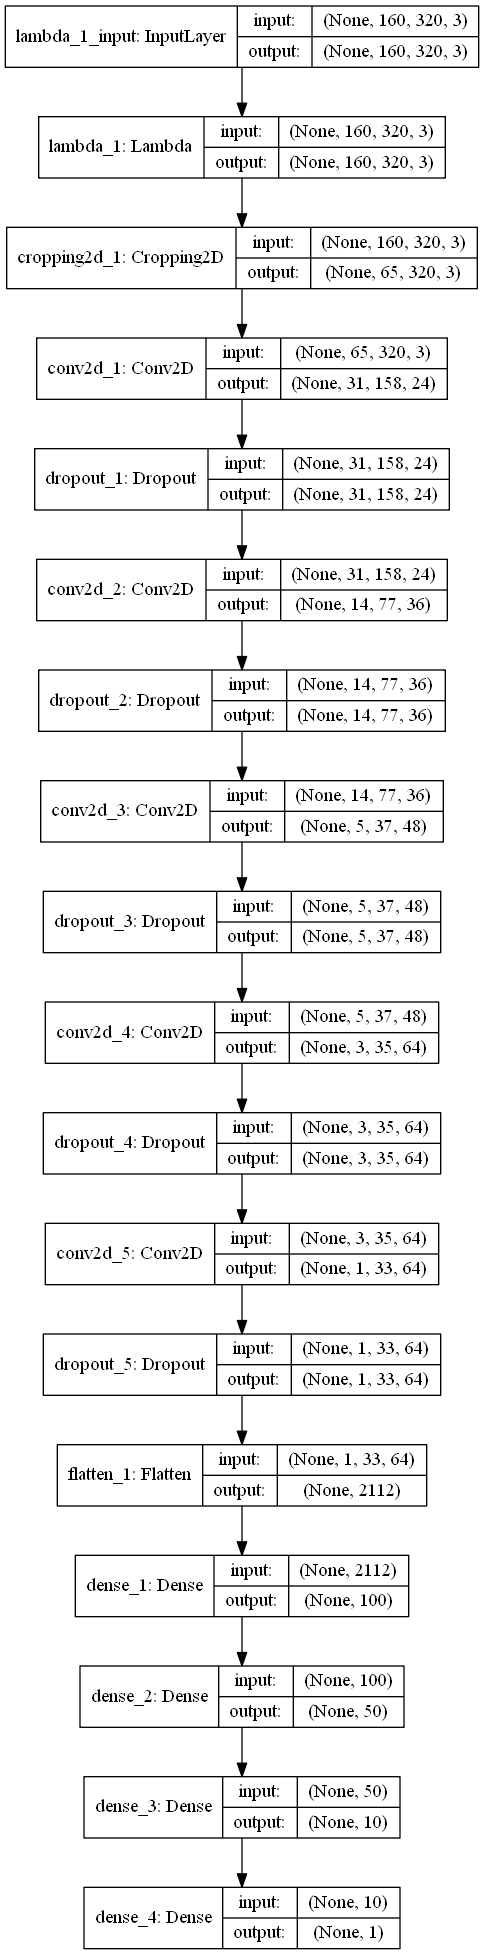 lambda_1_input: InputLayer
input: (None, 160, 320, 3)
output: (None, 160, 320, 3)
lambda_1: Lambda
input: (None, 160, 320, 3)
output: (None, 160, 320, 3)
cropping2d_1: Cropping2D
input: (None, 160, 320, 3)
output: (None, 65, 320, 3)
conv2d_1: Conv2D
input: (None, 65, 320, 3)
output: (None, 31, 158, 24)
dropout_1: Dropout
input: (None, 31, 158, 24)
output: (None, 31, 158, 24)
conv2d_2: Conv2D
input: (None, 31, 158, 24)
output: (None, 14, 77, 36)
dropout_2: Dropout
input: (None, 14, 77, 36)
output: (None, 14, 77, 36)
conv2d_3: Conv2D
input: (None, 14, 77, 36)
output: (None, 5, 37, 48)
dropout_3: Dropout
input: (None, 5, 37, 48)
output: (None, 5, 37, 48)
conv2d_4: Conv2D
input: (None, 5, 37, 48)
output: (None, 3, 35, 64)
dropout_4: Dropout
input: (None, 3, 35, 64)
output: (None, 3, 35, 64)
conv2d_5: Conv2D
input: (None, 3, 35, 64)
output: (None, 1, 33, 64)
dropout_5: Dropout
input: (None, 1, 33, 64)
output: (None, 1, 33, 64)
flatten_1: Flatten
input: (None, 1, 33, 64)
output: (None, 2112)
dense_1: Dense
input: (None, 2112)
output: (None, 100)
dense_2: Dense
input: (None, 100)
output: (None, 50)
dense_3: Dense
input: (None, 50)
output: (None, 10)
dense_4: Dense
input: (None, 10)
output: (None, 1)